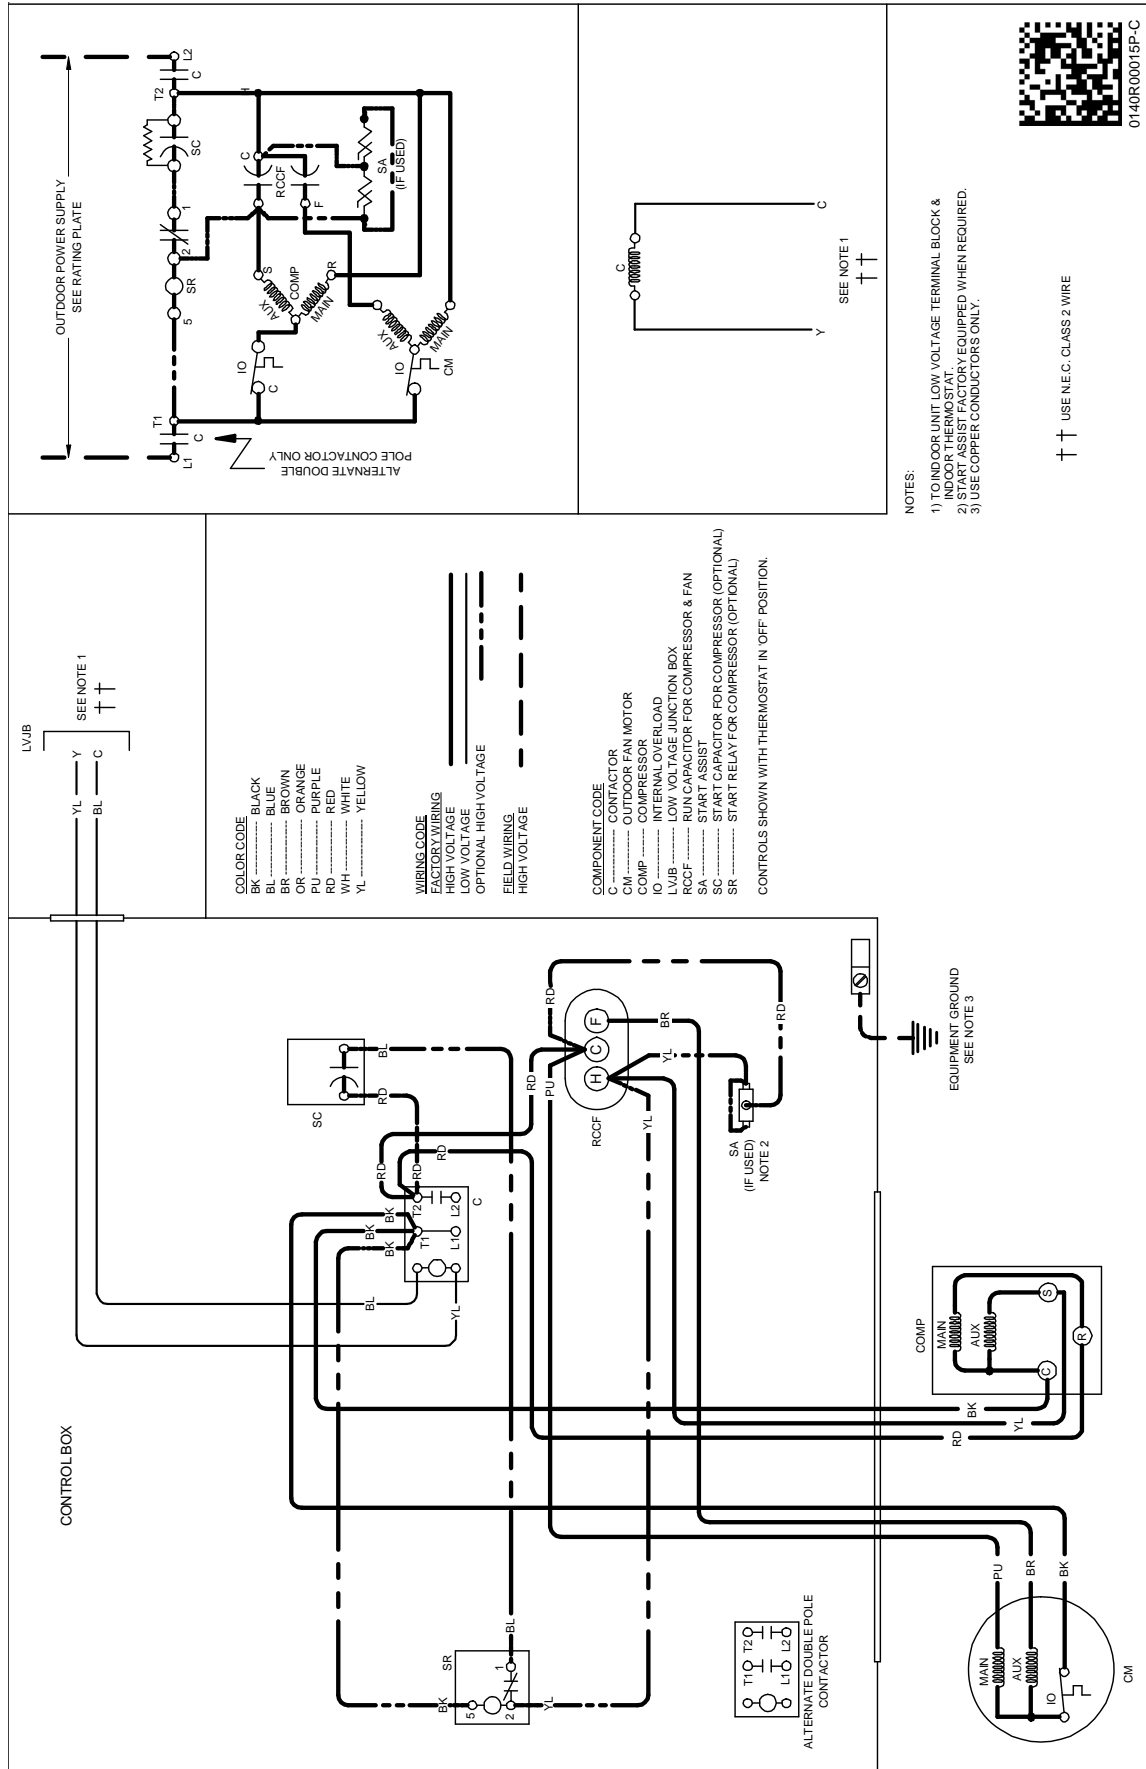 CONTROL BOX
LVJB
YL
Y
BL
C
SEE NOTE 1
††
SC
RD
BL
RD
RD
RD
BK
BK
BK
T2
L2
T1
L1
C
BL
YL
RD
PU
RD
H
C
F
RCCF
BR
YL
YL
RD
SA
(IF USED)
NOTE 2
SR
BK
5
2
1
BL
YL
T1
T2
L1
L2
ALTERNATE DOUBLE POLE
CONTACTOR
EQUIPMENT GROUND
SEE NOTE 3
PU
BR
BK
MAIN
AUX
IO
CM
RD
YL
BK
COMP
MAIN
AUX
C
S
R
COLOR CODE
BK ---------- BLACK
BL ---------- BLUE
BR ---------- BROWN
OR ---------- ORANGE
PU ---------- PURPLE
RD ---------- RED
WH ---------- WHITE
YL ---------- YELLOW
WIRING CODE
FACTORY WIRING
HIGH VOLTAGE
LOW VOLTAGE
OPTIONAL HIGH VOLTAGE
FIELD WIRING
HIGH VOLTAGE
COMPONENT CODE
C ---------- CONTACTOR
CM ---------- OUTDOOR FAN MOTOR
COMP ---------- COMPRESSOR
IO ---------- INTERNAL OVERLOAD
LVJB ---------- LOW VOLTAGE JUNCTION BOX
RCCF ---------- RUN CAPACITOR FOR COMPRESSOR & FAN
SA ---------- START ASSIST
SC ---------- START CAPACITOR FOR COMPRESSOR (OPTIONAL)
SR ---------- START RELAY FOR COMPRESSOR (OPTIONAL)
CONTROLS SHOWN WITH THERMOSTAT IN 'OFF' POSITION.
OUTDOOR POWER SUPPLY
SEE RATING PLATE
L1
C
T1
5
SR
2
1
SC
T2
C
L2
ALTERNATE DOUBLE
POLE CONTACTOR ONLY
IO
C
AUX
S
COMP
MAIN
R
RCCF
C
H
F
SA
(IF USED)
IO
AUX
MAIN
CM
C
Y
C
SEE NOTE 1
††
NOTES:
1) TO INDOOR UNIT LOW VOLTAGE TERMINAL BLOCK &
INDOOR THERMOSTAT.
2) START ASSIST FACTORY EQUIPPED WHEN REQUIRED.
3) USE COPPER CONDUCTORS ONLY.
†† USE N.E.C. CLASS 2 WIRE
0140R00015P-C